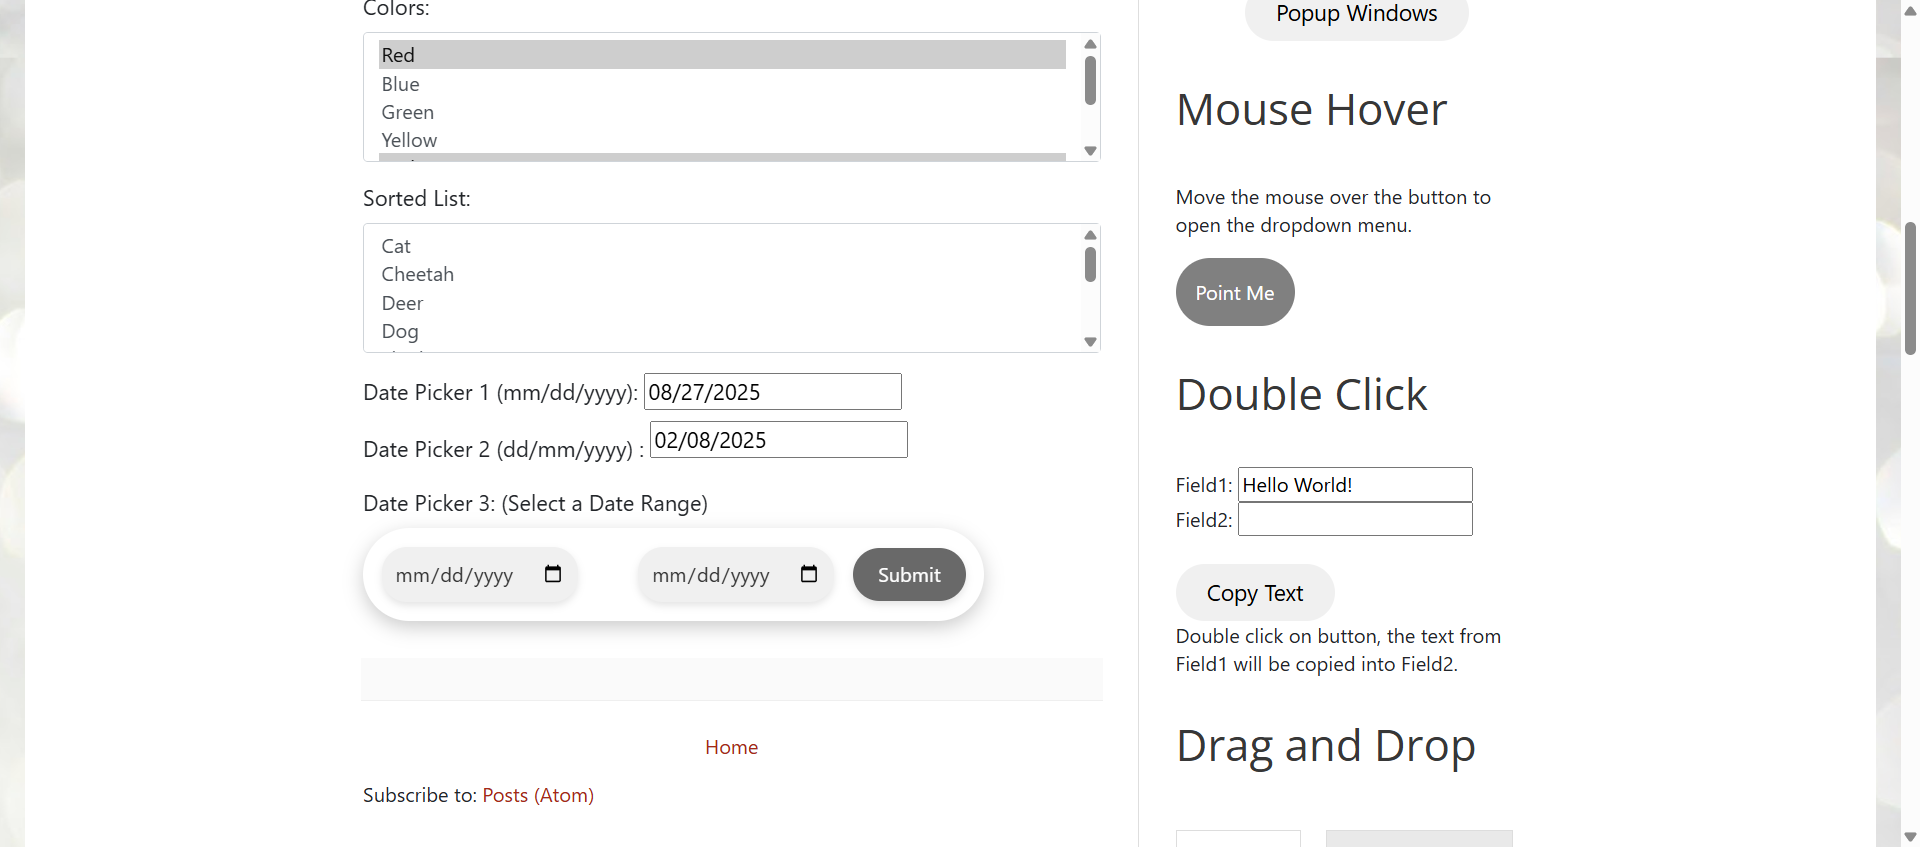 Colors:
Red
Blue
Green
Yellow
Sorted List:
Cat
Cheetah
Deer
Dog
Date Picker 1 (mm/dd/yyyy): 08/27/2025
Date Picker 2 (dd/mm/yyyy) : 02/08/2025
Date Picker 3: (Select a Date Range)
mm/dd/yyyy mm/dd/yyyy Submit
Home
Subscribe to: Posts (Atom)
Popup Windows
Mouse Hover
Move the mouse over the button to
open the dropdown menu.
Point Me
Double Click
Field1: Hello World!
Field2:
Copy Text
Double click on button, the text from
Field1 will be copied into Field2.
Drag and Drop